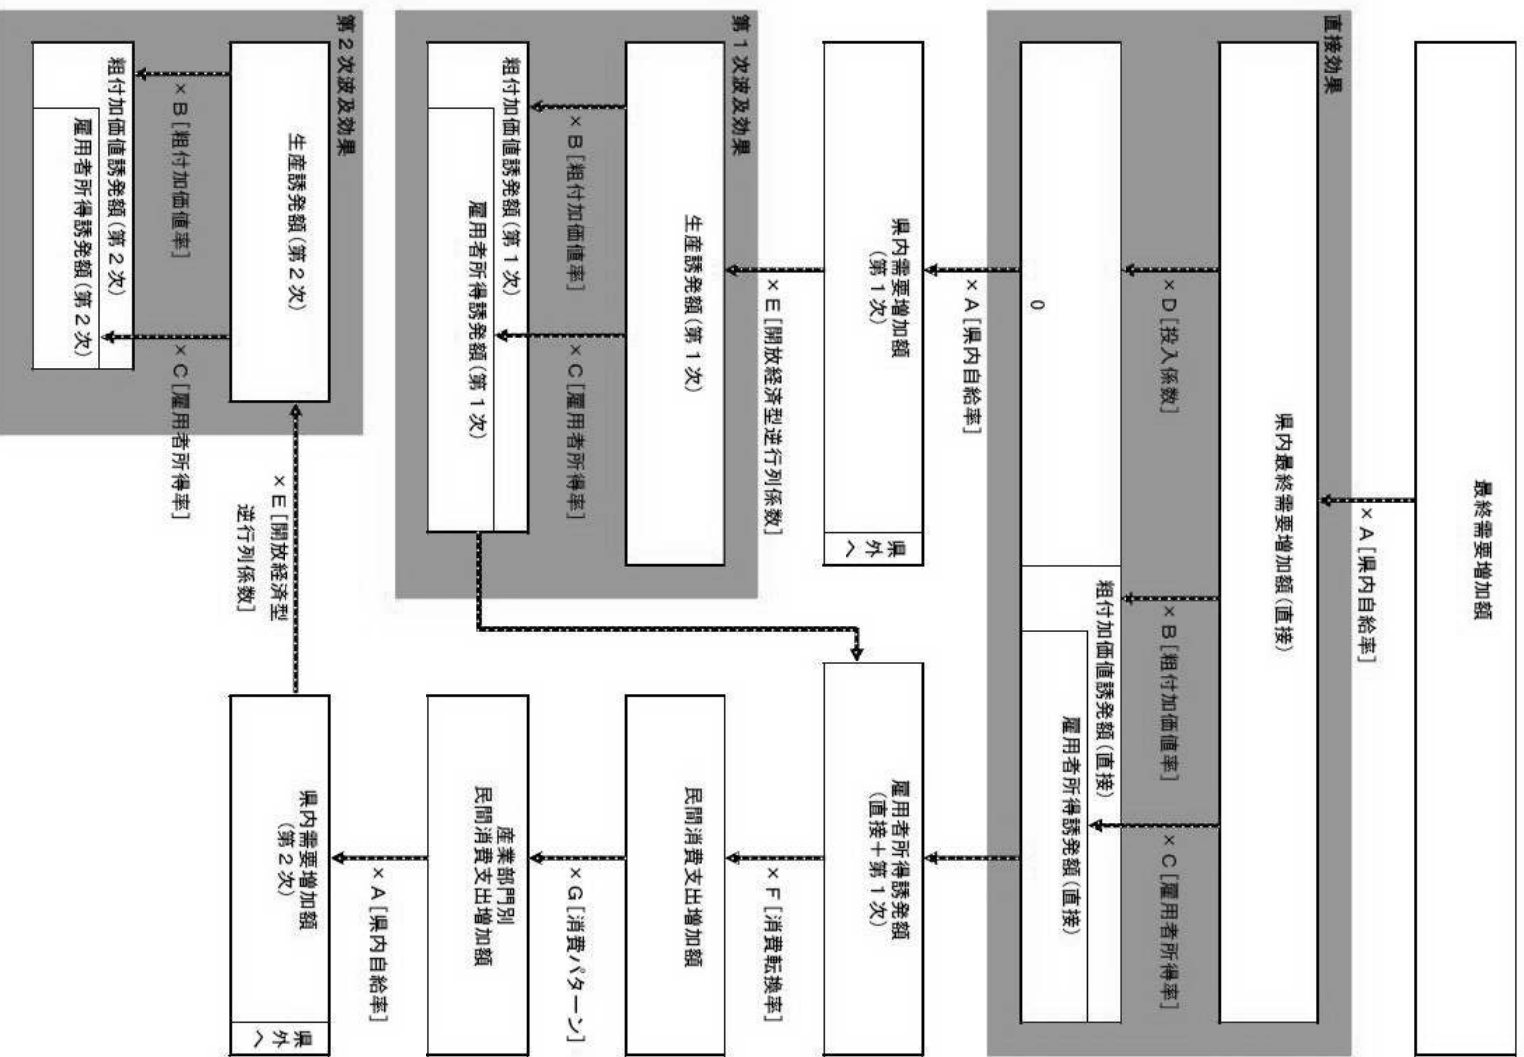 最終需要増加額
×A[県内自給率]
直接効果
県内最終需要増加額(直接)
×D[投入係数]
×B[粗付加価値率]
×C[雇用者所得率]
0
粗付加価値誘発額(直接)
雇用者所得誘発額(直接)
×A[県内自給率]
県内需要増加額
(第1次)
県外へ
×E[開放経済型逆行列係数]
第1次波及効果
生産誘発額(第1次)
×B[粗付加価値率]
×C[雇用者所得率]
粗付加価値誘発額(第1次)
雇用者所得誘発額(第1次)
雇用者所得誘発額
(直接+第1次)
×F[消費転換率]
民間消費支出増加額
×G[消費パターン]
産業部門別
民間消費支出増加額
×A[県内自給率]
県内需要増加額
(第2次)
県外へ
×E[開放経済型
逆行列係数]
第2次波及効果
生産誘発額(第2次)
×B[粗付加価値率]
×C[雇用者所得率]
粗付加価値誘発額(第2次)
雇用者所得誘発額(第2次)